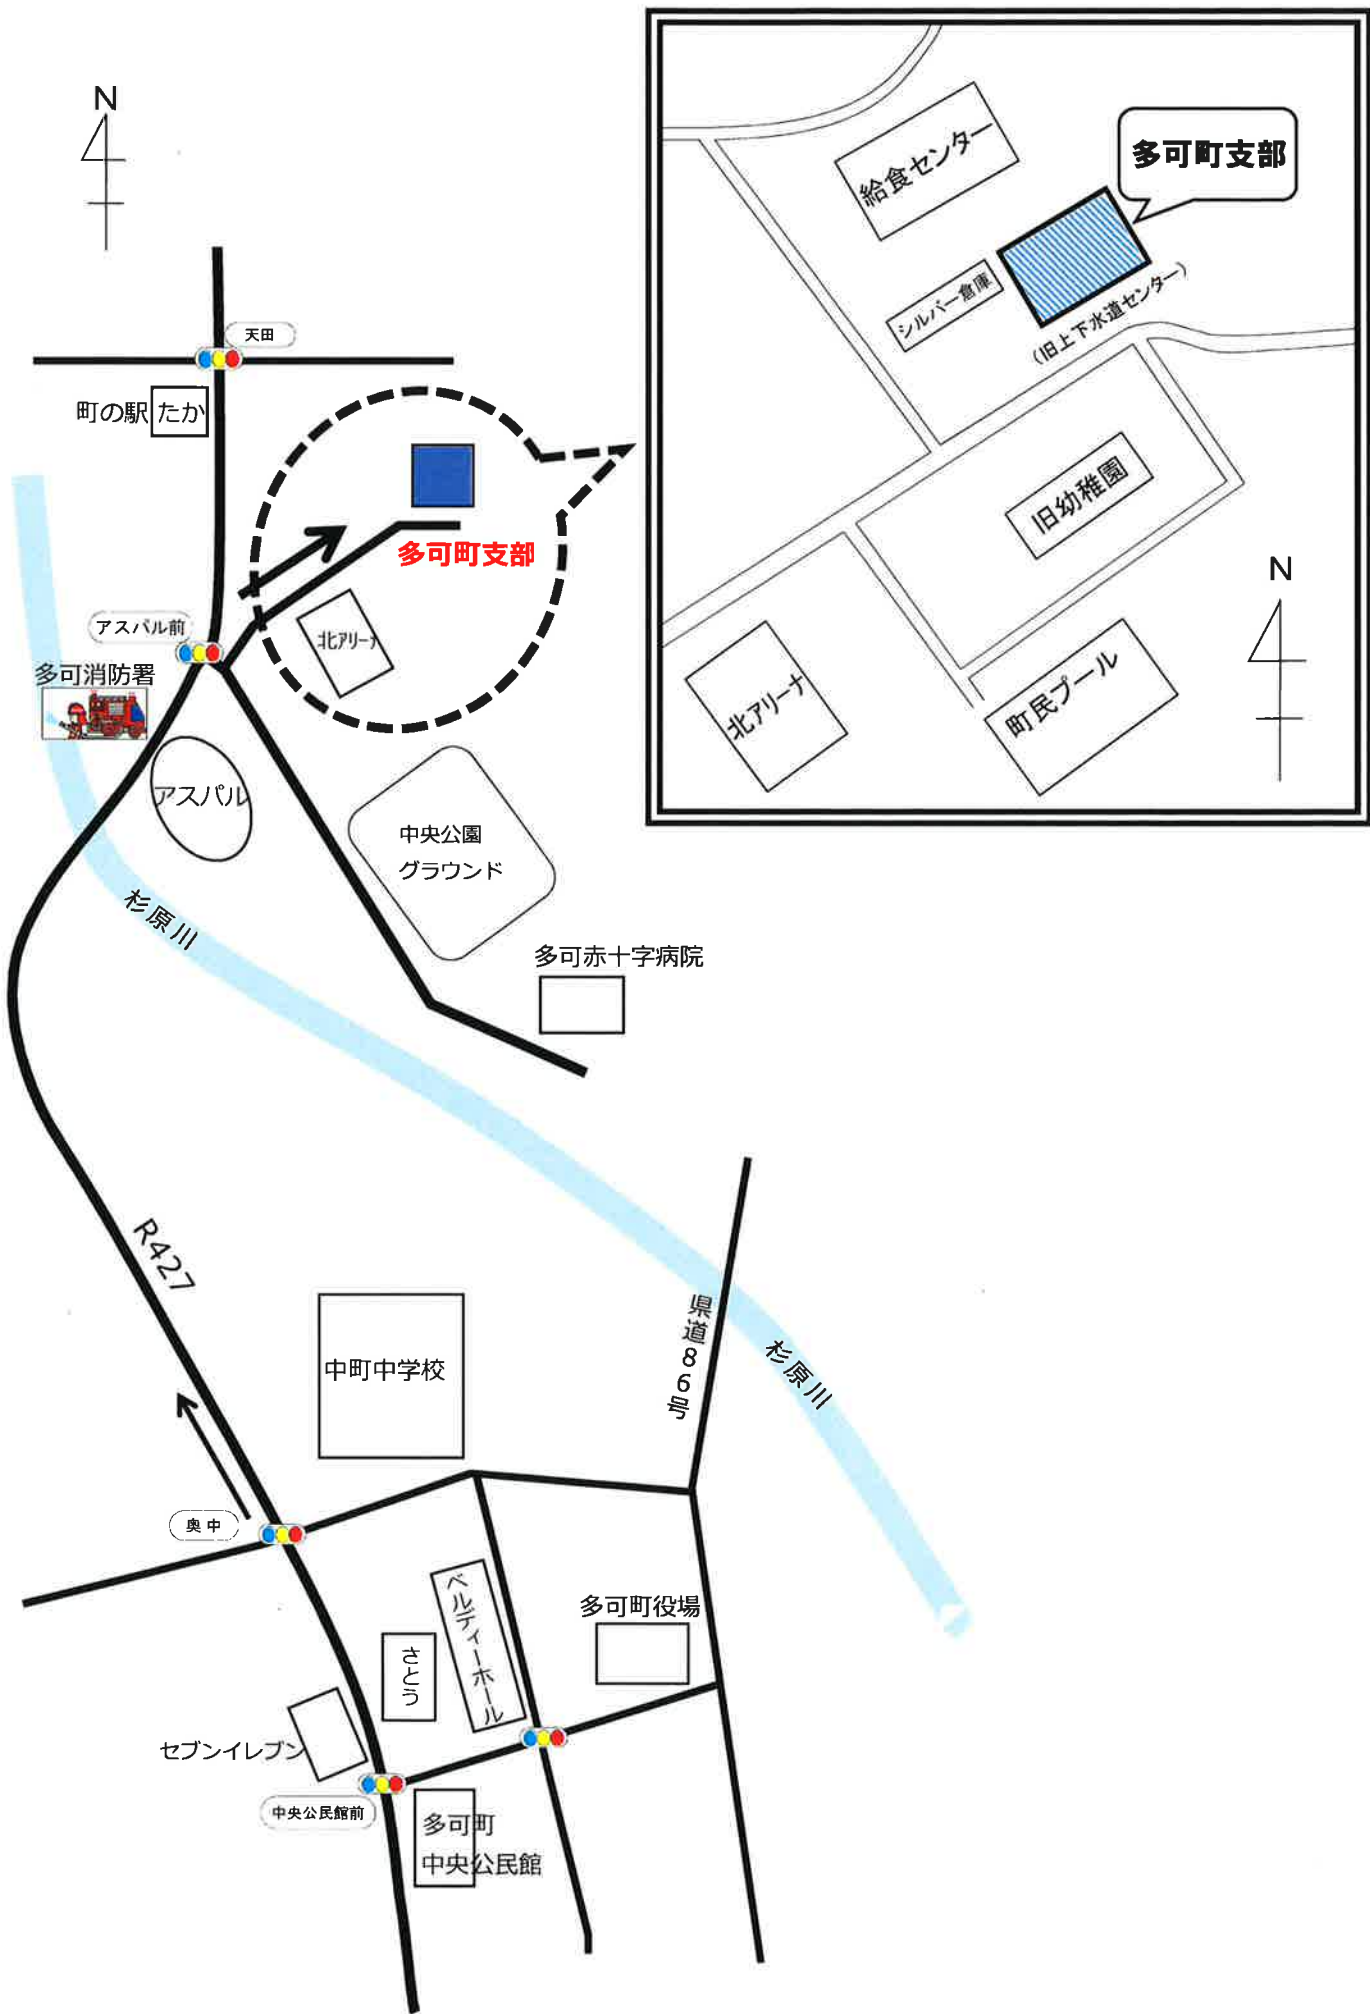 N
天田
町の駅 たか
多可町支部
アスパル前
北アリーナ
多可消防署
アスパル
中央公園
グラウンド
杉原川
多可赤十字病院
R427
中町中学校
県道86号
杉原川
奥中
ベルディーホール
多可町役場
さとう
セブンイレブン
中央公民館前
多可町
中央公民館
給食センター
多可町支部
シルバー倉庫
（旧上下水道センター）
旧幼稚園
N
北アリーナ
町民プール